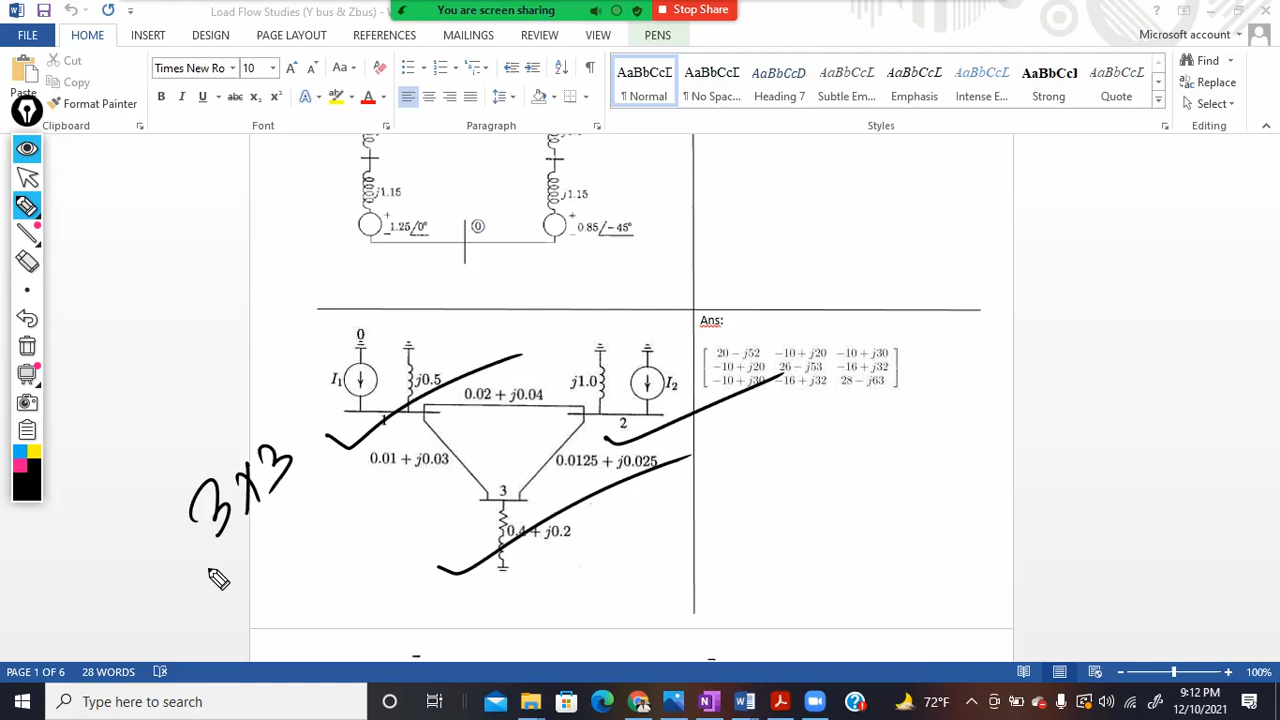 Load Flow Studies (Y bus & Zbus) -
You are screen sharing
Stop Share
FILE HOME INSERT DESIGN PAGE LAYOUT REFERENCES MAILINGS REVIEW VIEW PENS
Microsoft account
Cut
Copy
Format Painter
Paste
Clipboard
Times New Ro 10
Font
Paragraph
AaBbCcI AaBbCcI AaBbCcD AaBbCcI AaBbCcL AaBbCcL AaBbCcl AaBbCcL
¶ Normal ¶ No Spac... Heading 7 Subtle Em... Emphasis Intense E... Strong Quote
Styles
Find
Replace
Select
Editing
j1.15 j1.15
+ 1.25/0° −
0
+ 0.85/−45° −
Ans:
20 − j52 −10 + j20 −10 + j30
−10 + j20 26 − j53 −16 + j32
−10 + j30 −16 + j32 28 − j63
0
I1 j0.5 j1.0 I2
0.02 + j0.04
1 2
0.01 + j0.03 0.0125 + j0.025
3
0.4 + j0.2
3x3
PAGE 1 OF 6 28 WORDS
100%
Type here to search
72°F
9:12 PM
12/10/2021